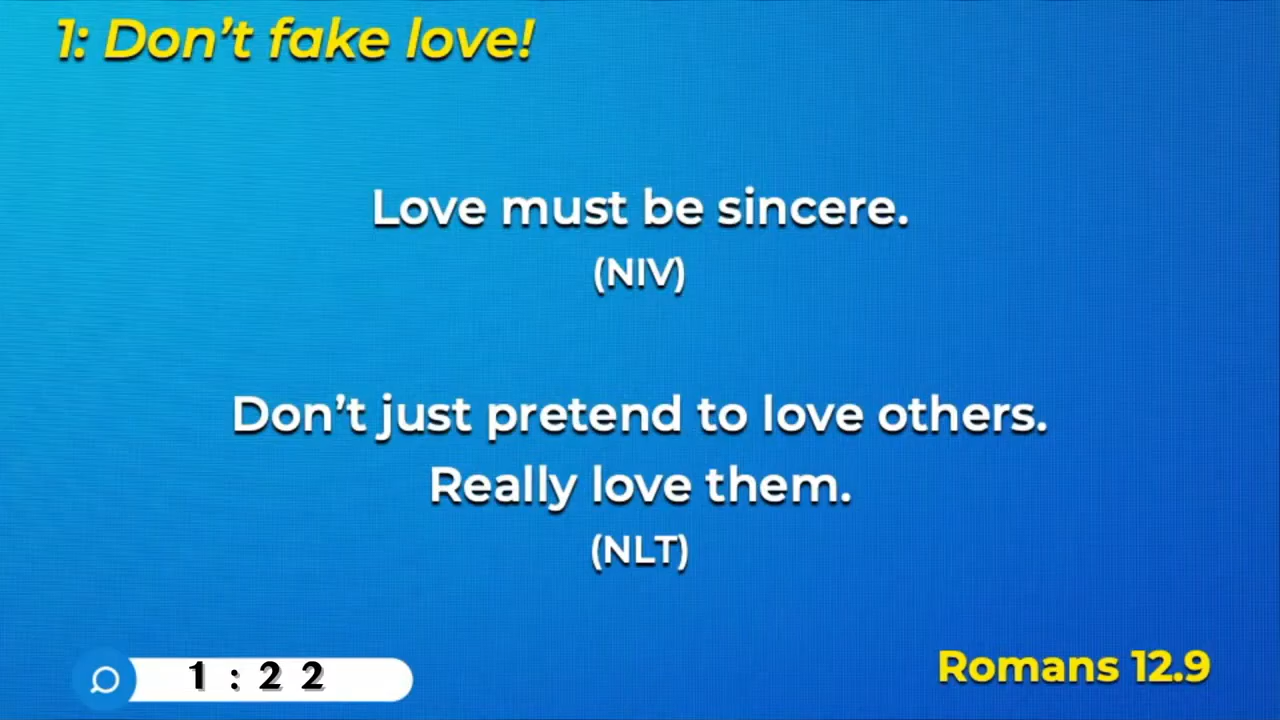 1: Don’t fake love!
Love must be sincere.
(NIV)
Don’t just pretend to love others.
Really love them.
(NLT)
1 : 2 2
Romans 12.9